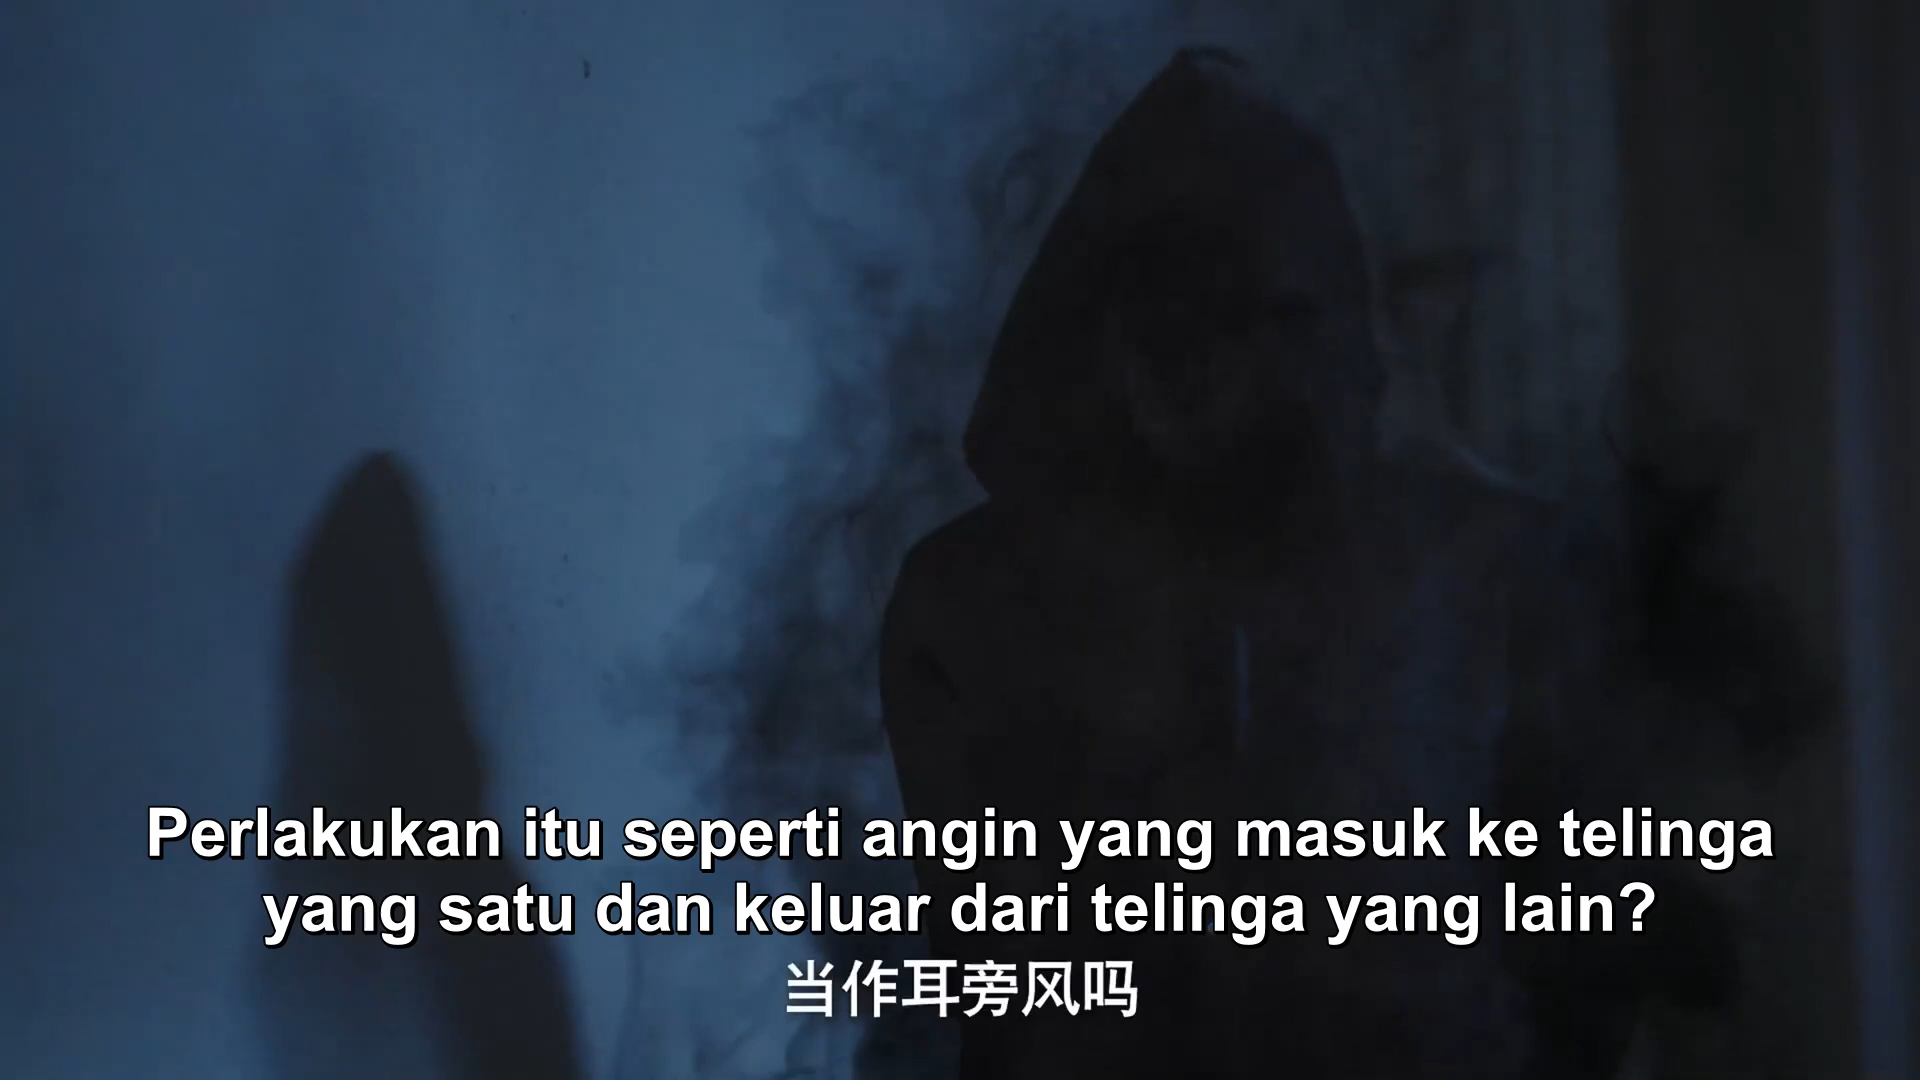 Perlakukan itu seperti angin yang masuk ke telinga
yang satu dan keluar dari telinga yang lain?
当作耳旁风吗